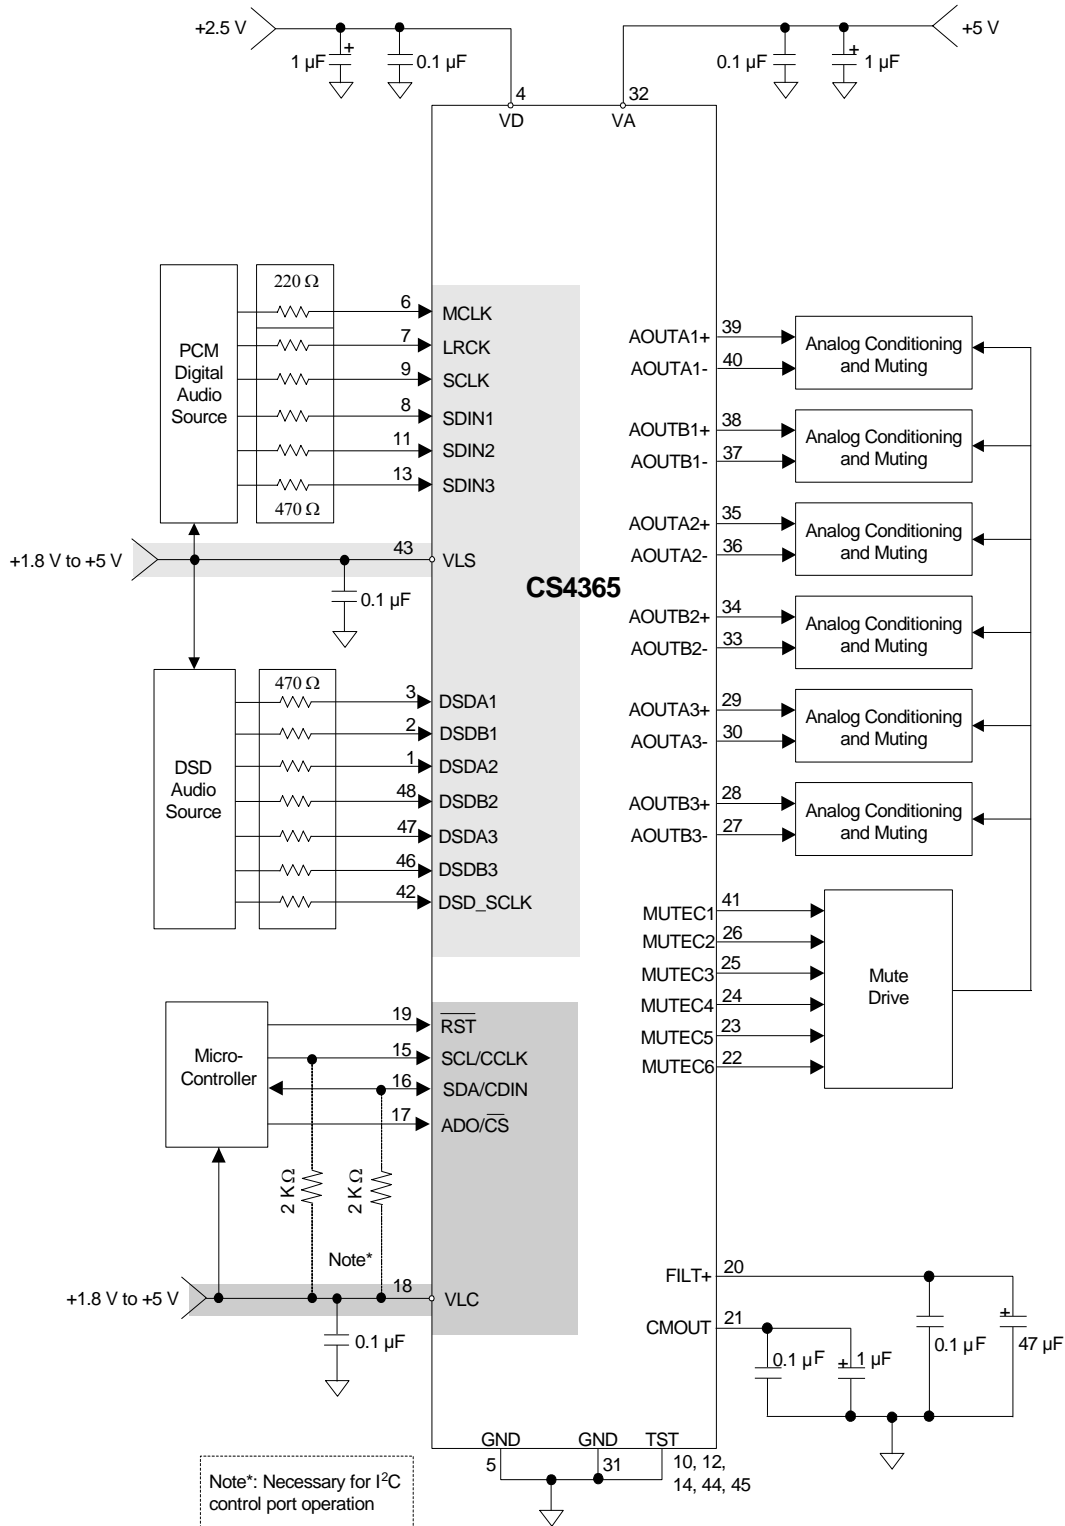 +2.5 V
1 µF
+
0.1 µF
0.1 µF
+
1 µF
+5 V
4
32
VD
VA
PCM
Digital
Audio
Source
220 Ω
470 Ω
6
MCLK
7
LRCK
9
SCLK
8
SDIN1
11
SDIN2
13
SDIN3
+1.8 V to +5 V
43
VLS
0.1 µF
CS4365
DSD
Audio
Source
470 Ω
3
DSDA1
2
DSDB1
1
DSDA2
48
DSDB2
47
DSDA3
46
DSDB3
42
DSD_SCLK
Micro-
Controller
19
RST
15
SCL/CCLK
16
SDA/CDIN
17
ADO/CS
2 KΩ
2 KΩ
Note*
+1.8 V to +5 V
18
VLC
0.1 µF
AOUTA1+
39
AOUTA1-
40
Analog Conditioning
and Muting
AOUTB1+
38
AOUTB1-
37
Analog Conditioning
and Muting
AOUTA2+
35
AOUTA2-
36
Analog Conditioning
and Muting
AOUTB2+
34
AOUTB2-
33
Analog Conditioning
and Muting
AOUTA3+
29
AOUTA3-
30
Analog Conditioning
and Muting
AOUTB3+
28
AOUTB3-
27
Analog Conditioning
and Muting
MUTEC1
41
MUTEC2
26
MUTEC3
25
MUTEC4
24
MUTEC5
23
MUTEC6
22
Mute
Drive
FILT+
20
CMOUT
21
0.1 µF
+
1 µF
0.1 µF
+
47 µF
GND
5
GND
31
TST
10, 12,
14, 44, 45
Note*: Necessary for I²C
control port operation